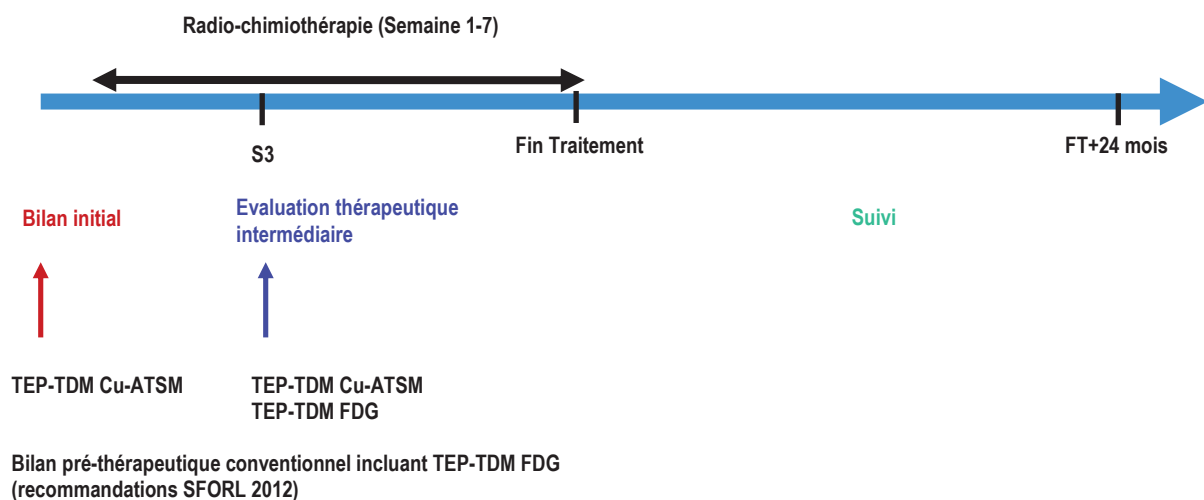 Radio-chimiothérapie (Semaine 1-7)
S3
Fin Traitement
FT+24 mois
Bilan initial
Evaluation thérapeutique
intermédiaire
Suivi
TEP-TDM Cu-ATSM
TEP-TDM Cu-ATSM
TEP-TDM FDG
Bilan pré-thérapeutique conventionnel incluant TEP-TDM FDG
(recommandations SFORL 2012)